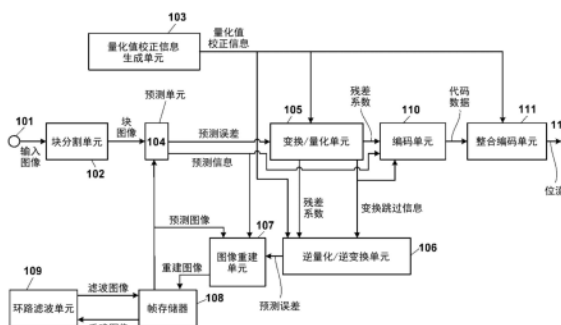 103
量化值校正信息
生成单元
量化值
校正信息
101
输入
图像
块分割单元
102
块
图像
预测单元
104
预测误差
预测信息
105
变换/量化单元
残差
系数
110
编码单元
代码
数据
111
整合编码单元
位流
预测图像
残差
系数
变换跳过信息
107
图像重建
单元
逆量化/逆变换单元
106
预测误差
重建图像
109
环路滤波单元
滤波图像
帧存储器
108